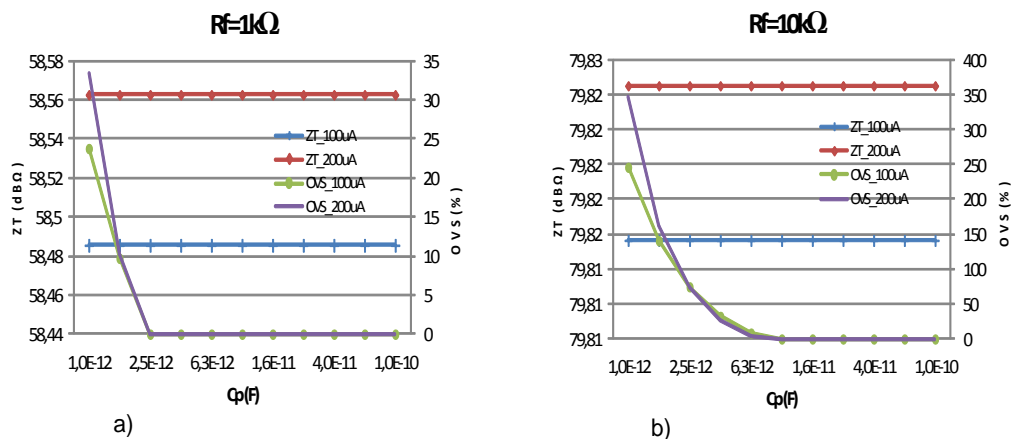 Rf=1kΩ
ZT (dBΩ)
58,58
58,56
58,54
58,52
58,5
58,48
58,46
58,44
35
30
25
20
15
10
5
0
OVS(%)
ZT_100uA
ZT_200uA
OVS_100uA
OVS_200uA
1,0E-12 2,5E-12 6,3E-12 1,6E-11 4,0E-11 1,0E-10
Cp(F)
a)
Rf=10kΩ
ZT (dBΩ)
79,83
79,82
79,82
79,82
79,82
79,82
79,81
79,81
79,81
400
350
300
250
200
150
100
50
0
OVS(%)
ZT_100uA
ZT_200uA
OVS_100uA
OVS_200uA
1,0E-12 2,5E-12 6,3E-12 1,6E-11 4,0E-11 1,0E-10
Cp(F)
b)